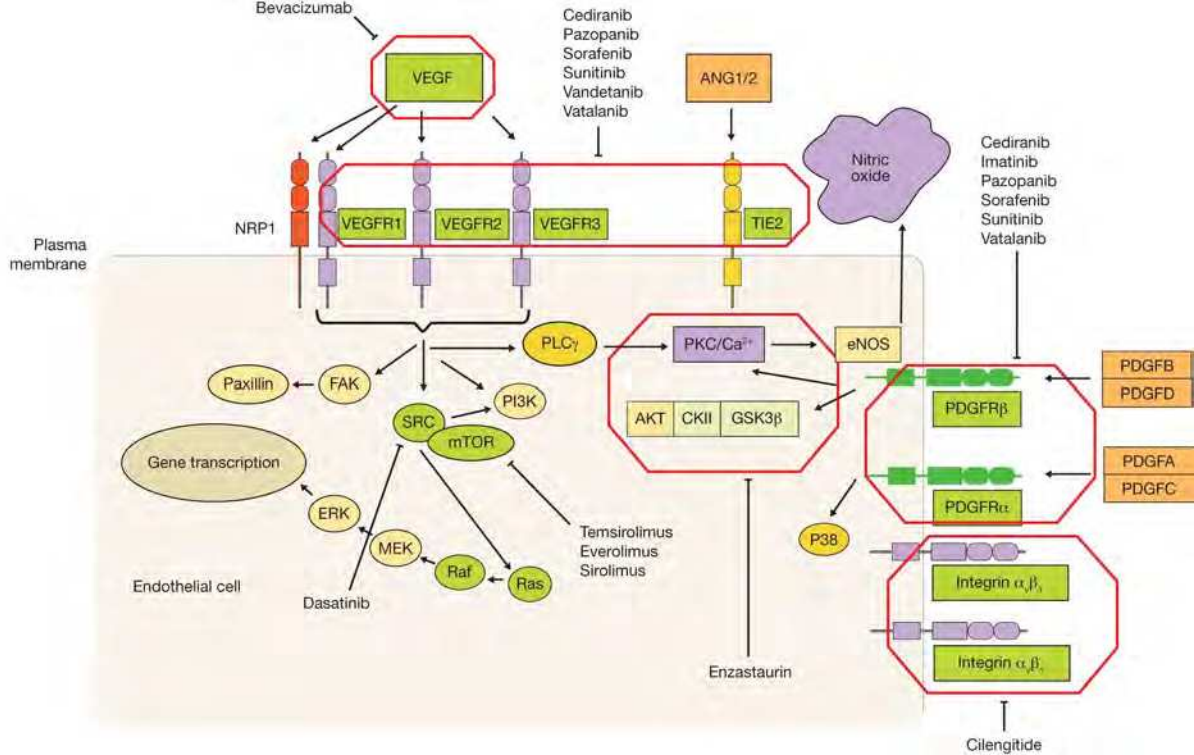 Bevacizumab
VEGF
Cediranib
Pazopanib
Sorafenib
Sunitinib
Vandetanib
Vatalanib
ANG1/2
Nitric
oxide
Cediranib
Imatinib
Pazopanib
Sorafenib
Sunitinib
Vatalanib
NRP1
VEGFR1
VEGFR2
VEGFR3
TIE2
Plasma
membrane
PLCγ
PKC/Ca²⁺
eNOS
PDGFB
PDGFD
PDGFRβ
Paxillin
FAK
PI3K
SRC
mTOR
AKT
CKII
GSK3β
Gene transcription
PDGFA
PDGFC
PDGFRα
ERK
MEK
Raf
Ras
Temsirolimus
Everolimus
Sirolimus
P38
Endothelial cell
Dasatinib
Integrin
Integrin
Enzastaurin
Cilengitide